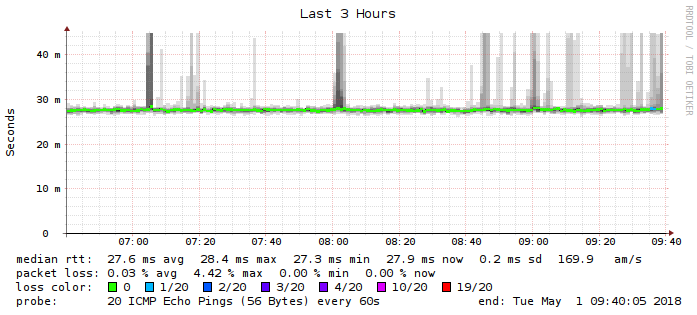 Last 3 Hours
RRDTOOL / TOBI OETIKER
Seconds
40 m
30 m
20 m
10 m
0
07:00 07:20 07:40 08:00 08:20 08:40 09:00 09:20 09:40
median rtt: 27.6 ms avg 28.4 ms max 27.3 ms min 27.9 ms now 0.2 ms sd 169.9 am/s
packet loss: 0.03 % avg 4.42 % max 0.00 % min 0.00 % now
loss color: 0 1/20 2/20 3/20 4/20 10/20 19/20
probe: 20 ICMP Echo Pings (56 Bytes) every 60s end: Tue May 1 09:40:05 2018